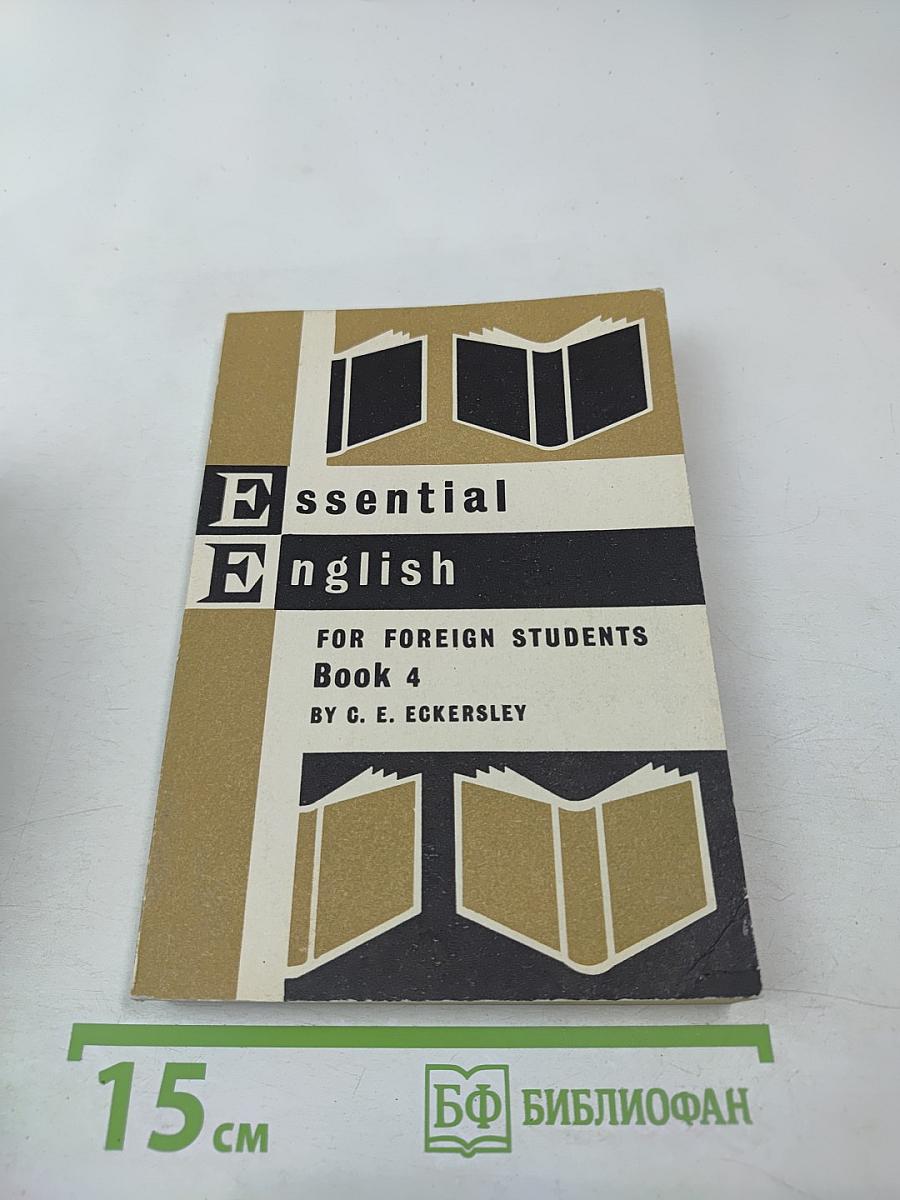 Essential
English
FOR FOREIGN STUDENTS
Book 4
BY C. E. ECKERSLEY
15 см
БФ БИБЛИОФАН